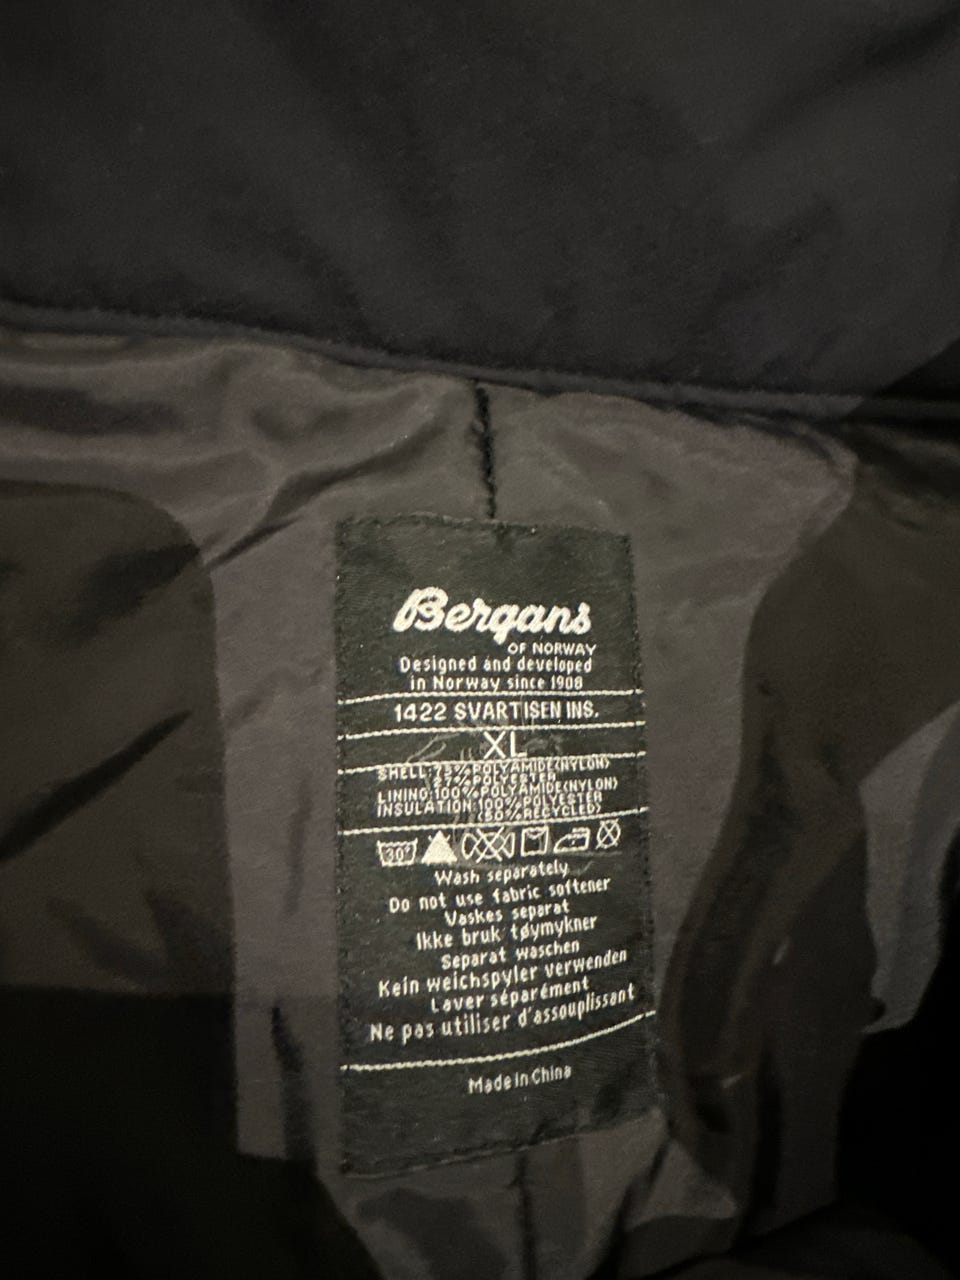 Bergans
OF NORWAY
Designed and developed
in Norway since 1908
1422 SVARTISEN INS.
XL
SHELL:73%POLYAMIDE(NYLON)
27%POLYESTER
LINING:100%POLYAMIDE(NYLON)
INSULATION:100%POLYESTER
(50%RECYCLED)
30°
Wash separately
Do not use fabric softener
Vaskes separat
Ikke bruk tøymykner
Separat waschen
Kein weichspyler verwenden
Laver séparément
Ne pas utiliser d'assouplissant
Made in China